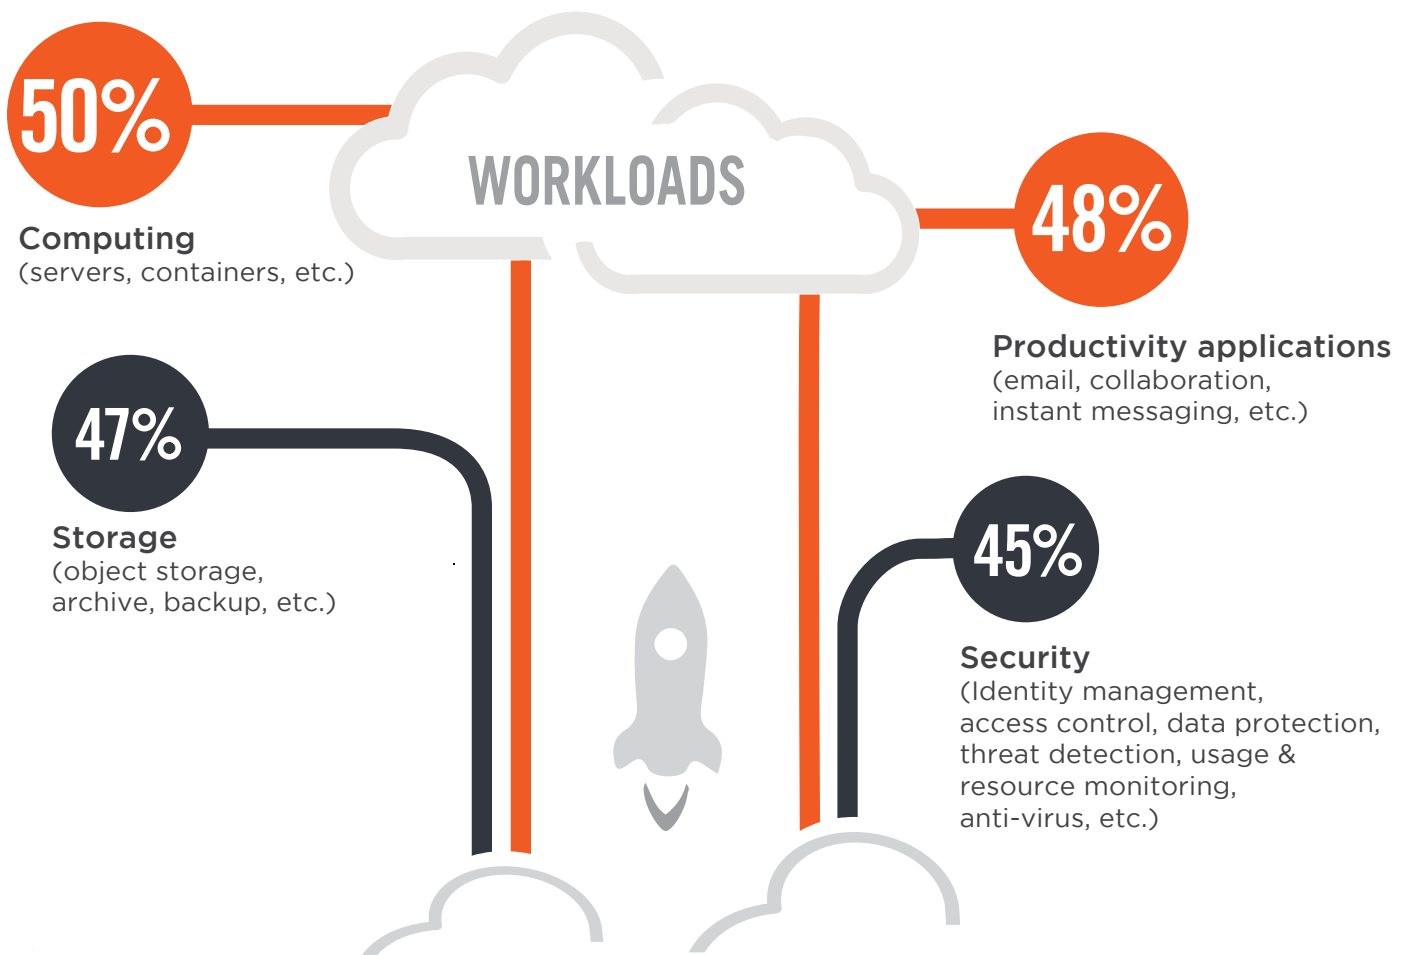 50%
Computing
(servers, containers, etc.)
WORKLOADS
48%
Productivity applications
(email, collaboration,
instant messaging, etc.)
47%
Storage
(object storage,
archive, backup, etc.)
45%
Security
(Identity management,
access control, data protection,
threat detection, usage &
resource monitoring,
anti-virus, etc.)